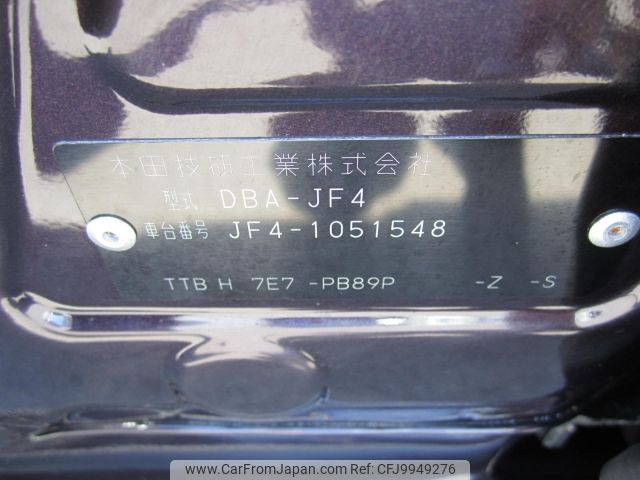 本田技研工業株式会社
型式 DBA-JF4
車台番号 JF4-1051548
TTB H 7E7 -PB89P -Z -S
www.CarFromJapan.com - CFJ9949276